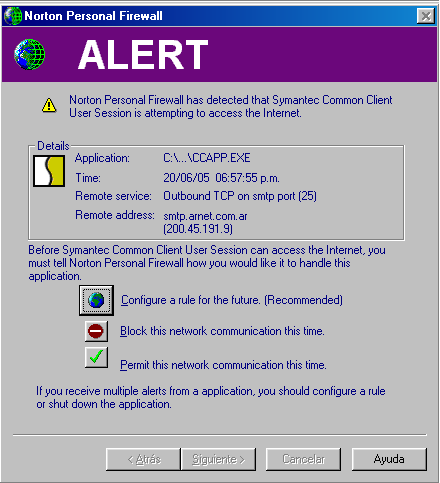 Norton Personal Firewall
ALERT
Norton Personal Firewall has detected that Symantec Common Client
User Session is attempting to access the Internet.
Details
Application: C:\...\CCAPP.EXE
Time: 20/06/05 06:57:55 p.m.
Remote service: Outbound TCP on smtp port (25)
Remote address: smtp.arnet.com.ar
(200.45.191.9)
Before Symantec Common Client User Session can access the Internet, you
must tell Norton Personal Firewall how you would like it to handle this
application.
Configure a rule for the future. (Recommended)
Block this network communication this time.
Permit this network communication this time.
If you receive multiple alerts from a application, you should configure a rule
or shut down the application.
< Atrás Siguiente > Cancelar Ayuda